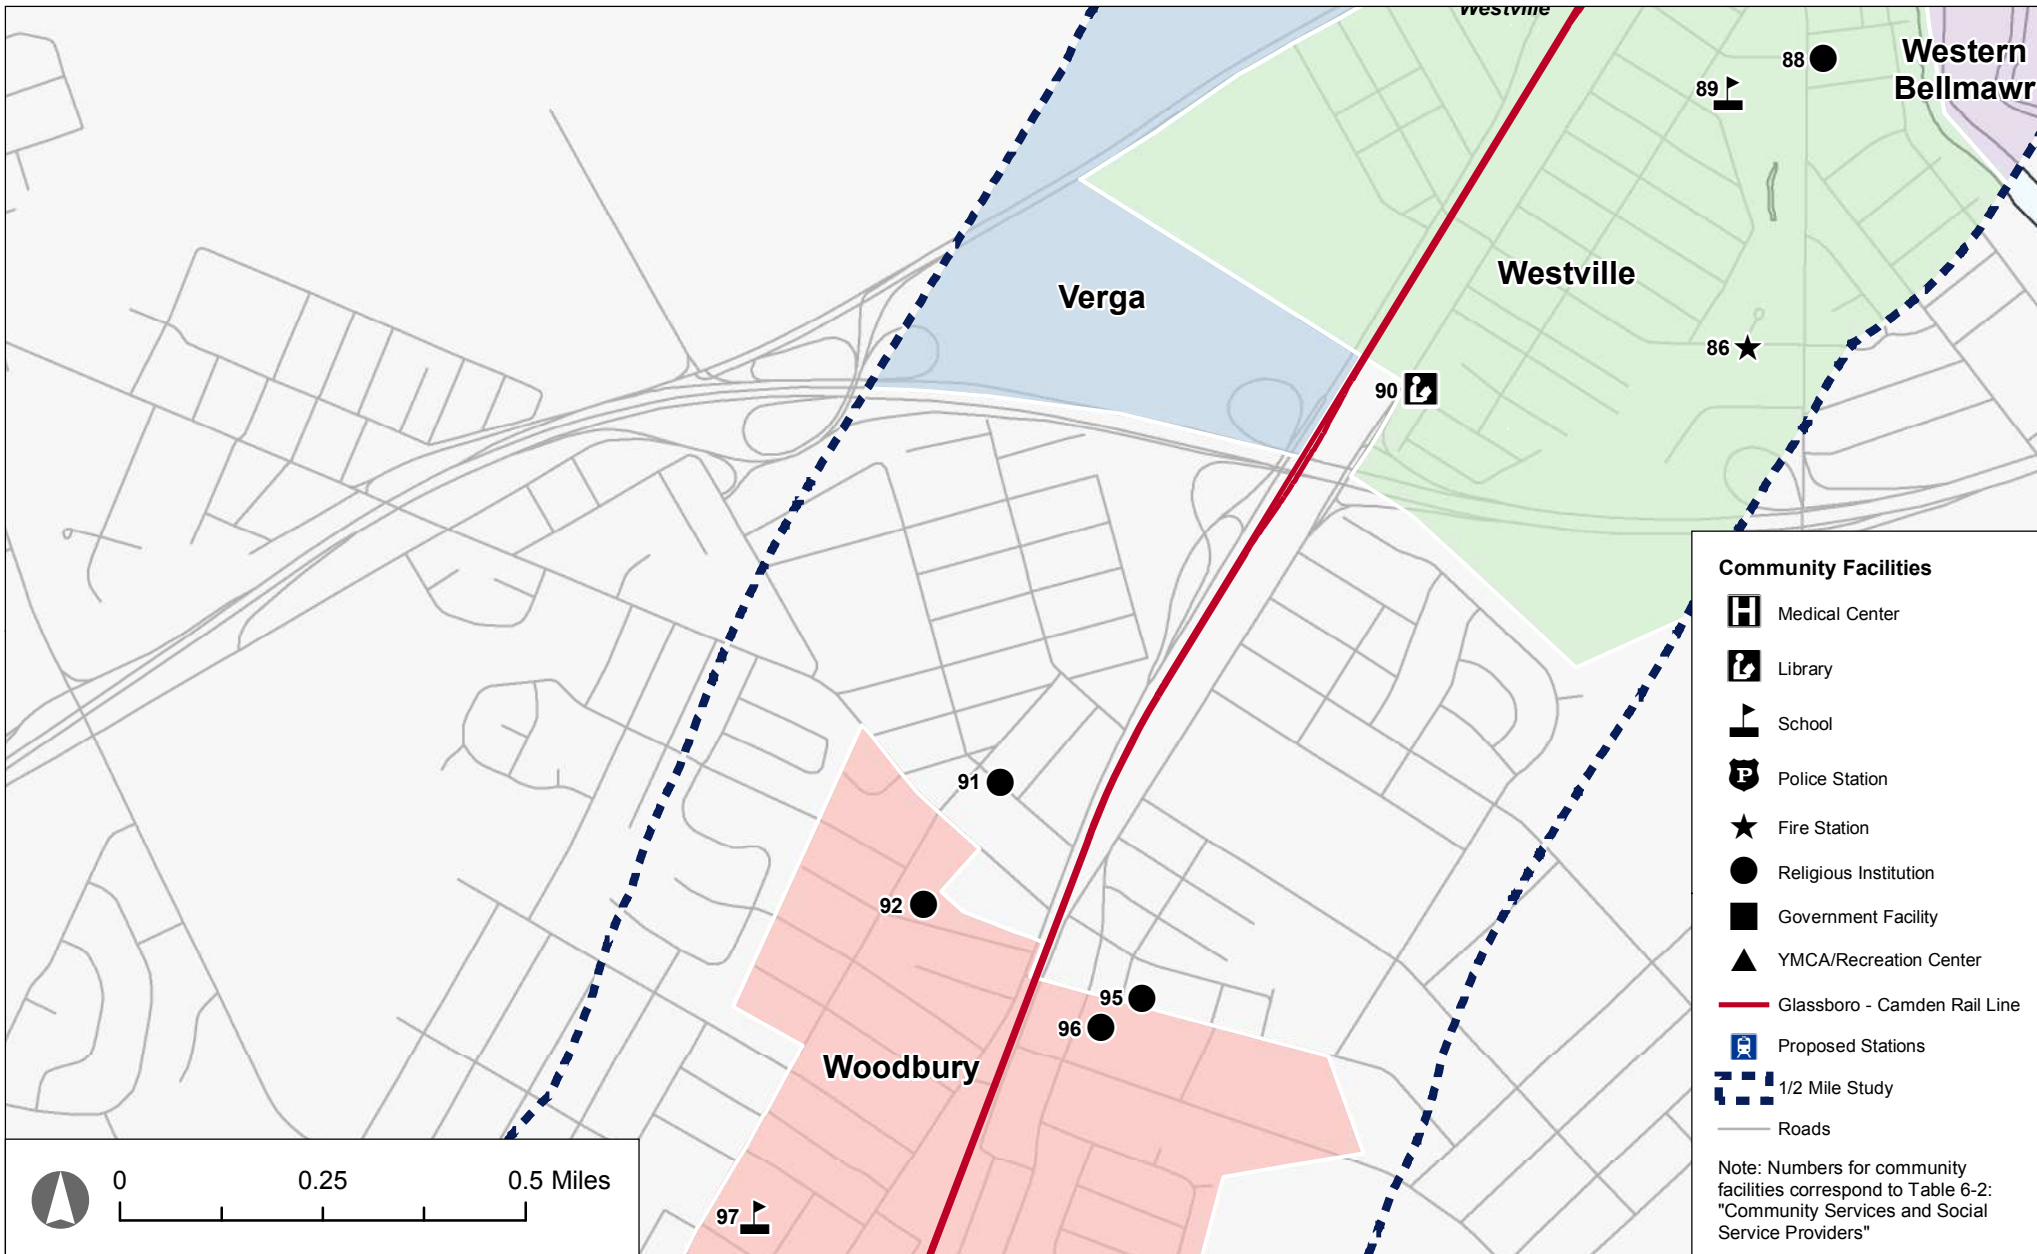 Westville
88
Western
Bellmawr
89
Verga
Westville
86
90
91
92
95
96
Woodbury
97
0 0.25 0.5 Miles
Community Facilities
H Medical Center
Library
School
P Police Station
Fire Station
Religious Institution
Government Facility
YMCA/Recreation Center
Glassboro - Camden Rail Line
Proposed Stations
1/2 Mile Study
Roads
Note: Numbers for community
facilities correspond to Table 6-2:
"Community Services and Social
Service Providers"